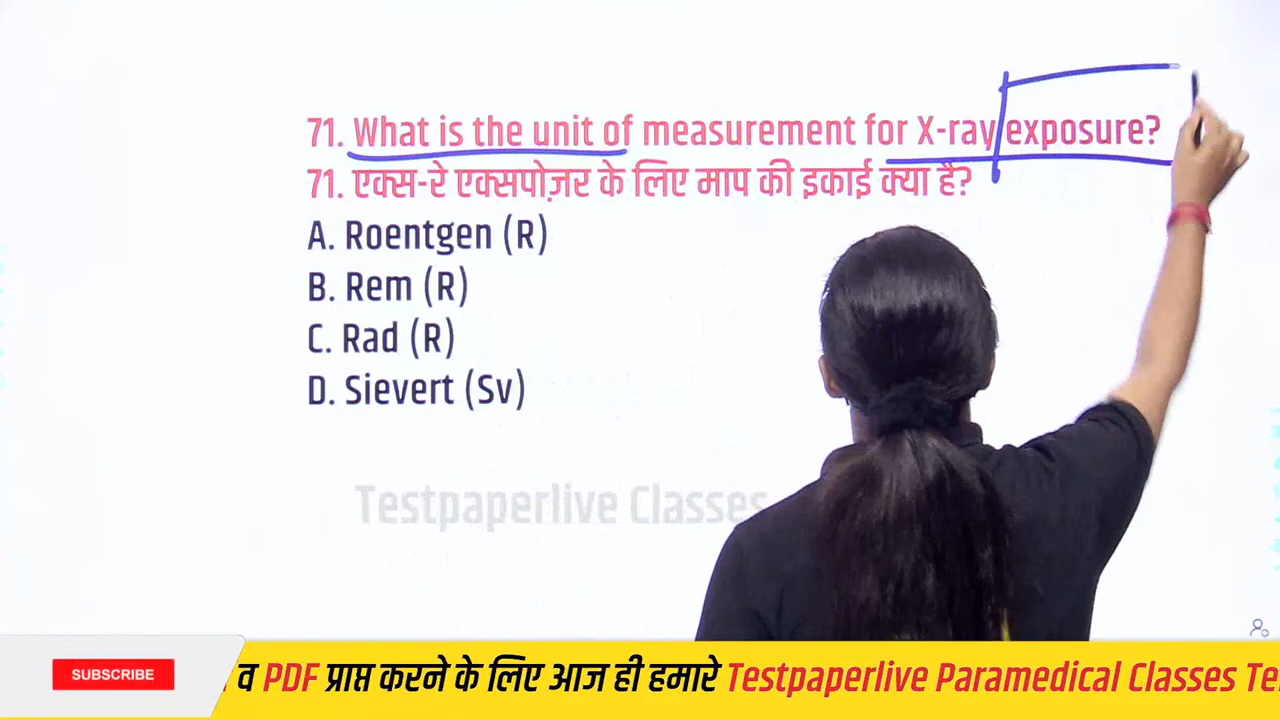 71. What is the unit of measurement for X-ray exposure?
71. एक्स-रे एक्सपोज़र के लिए माप की इकाई क्या है?
A. Roentgen (R)
B. Rem (R)
C. Rad (R)
D. Sievert (Sv)
Testpaperlive Classes
SUBSCRIBE
व PDF प्राप्त करने के लिए आज ही हमारे Testpaperlive Paramedical Classes